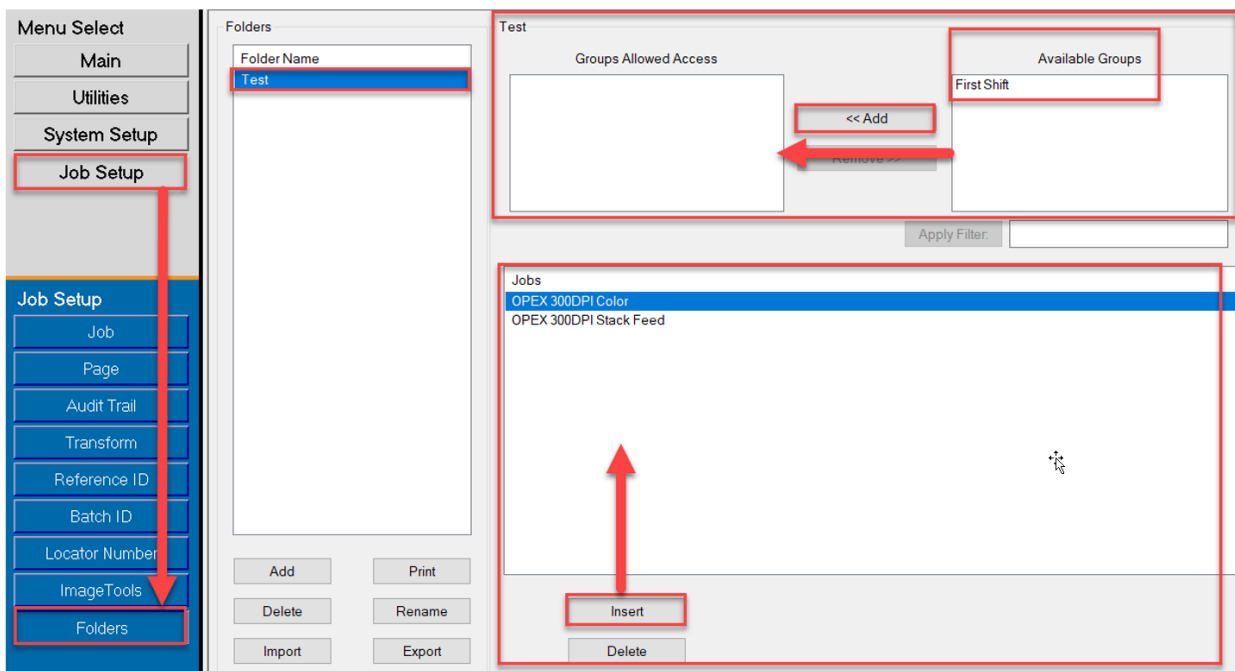 Menu Select
Main
Utilities
System Setup
Job Setup
Job Setup
Job
Page
Audit Trail
Transform
Reference ID
Batch ID
Locator Number
ImageTools
Folders
Folders
Folder Name
Test
Add
Print
Delete
Rename
Import
Export
Test
Groups Allowed Access
Available Groups
First Shift
<< Add
Remove >>
Apply Filter:
Jobs
OPEX 300DPI Color
OPEX 300DPI Stack Feed
Insert
Delete